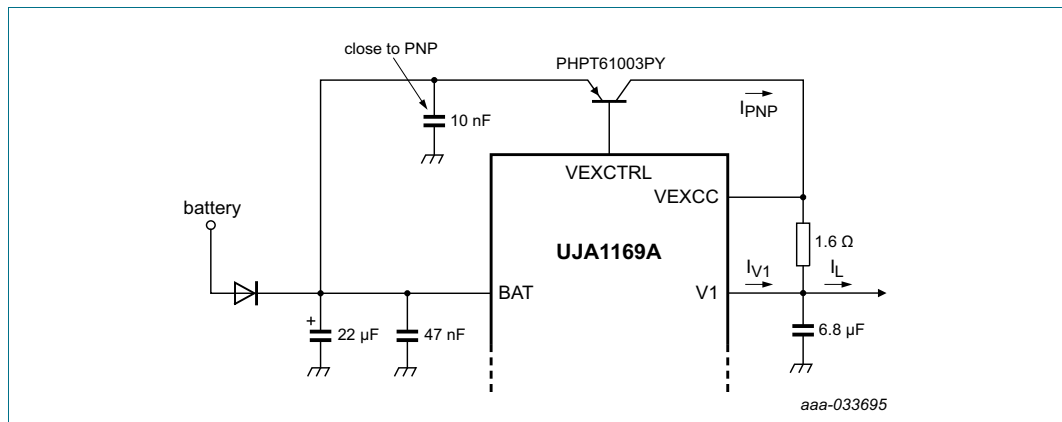 close to PNP
PHPT61003PY
I_PNP
10 nF
VEXCTRL
VEXCC
battery
1.6 Ω
UJA1169A
I_V1
I_L
BAT
V1
+
22 µF
47 nF
6.8 µF
aaa-033695